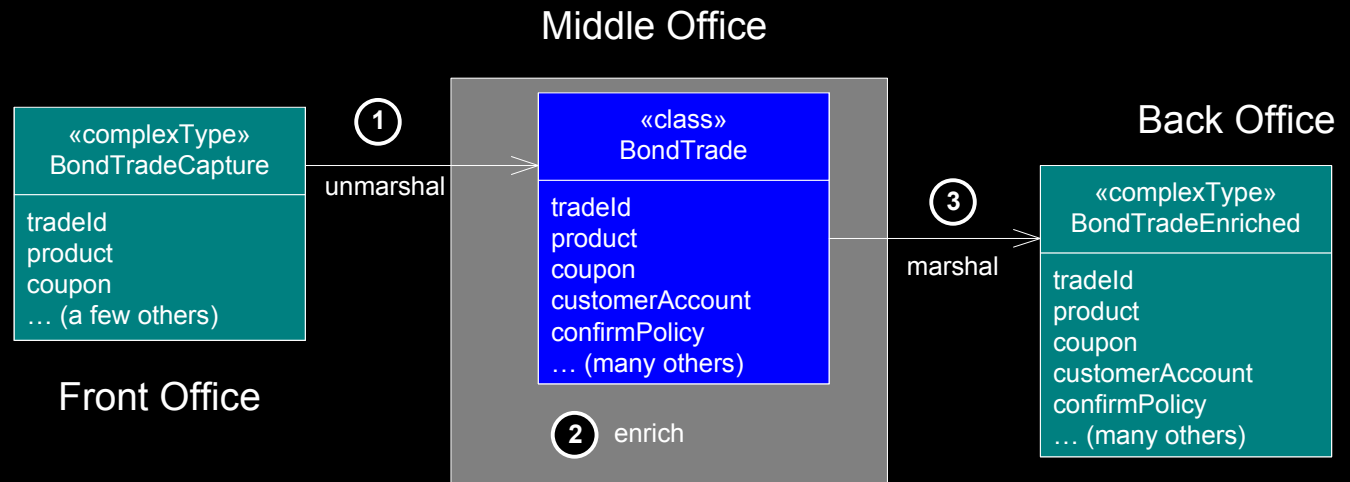 Middle Office
«complexType»
BondTradeCapture
tradeId
product
coupon
… (a few others)
Front Office
1
unmarshal
«class»
BondTrade
tradeId
product
coupon
customerAccount
confirmPolicy
… (many others)
2 enrich
3
marshal
Back Office
«complexType»
BondTradeEnriched
tradeId
product
coupon
customerAccount
confirmPolicy
… (many others)